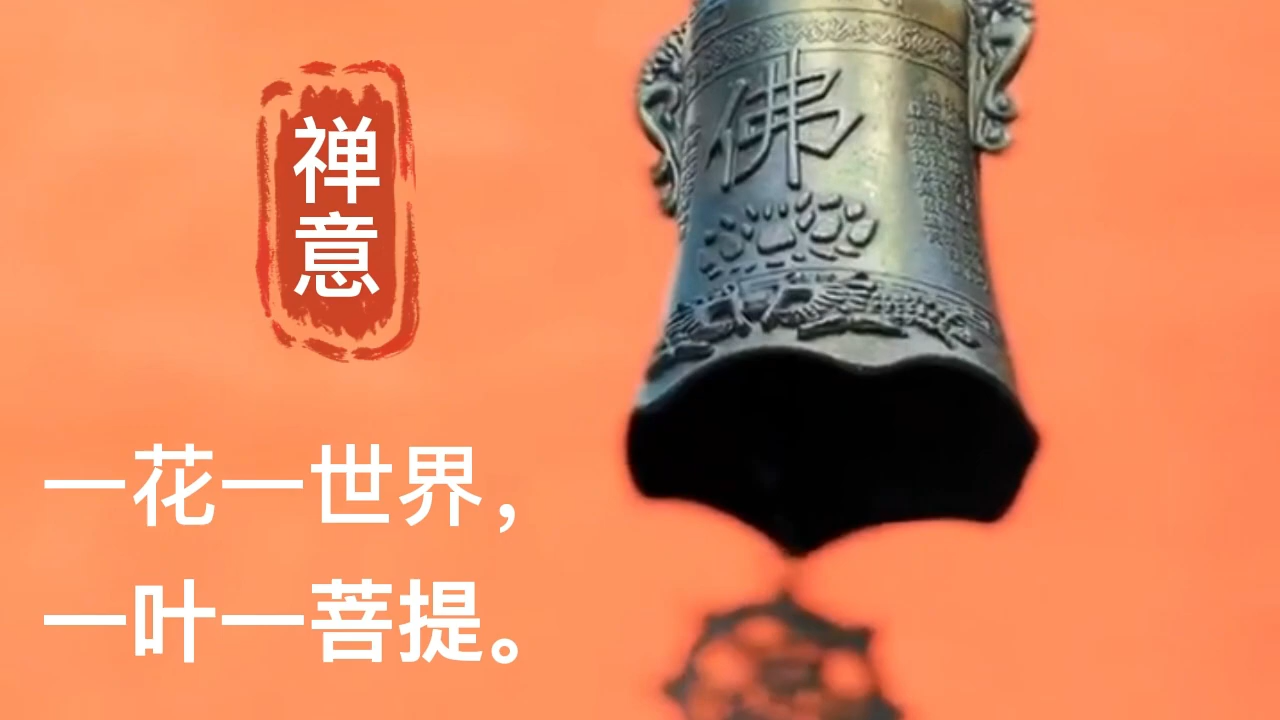 禅意
一花一世界，
一叶一菩提。
佛